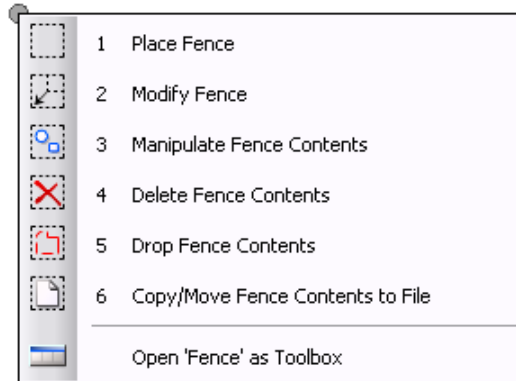 1 Place Fence
2 Modify Fence
3 Manipulate Fence Contents
4 Delete Fence Contents
5 Drop Fence Contents
6 Copy/Move Fence Contents to File
Open 'Fence' as Toolbox